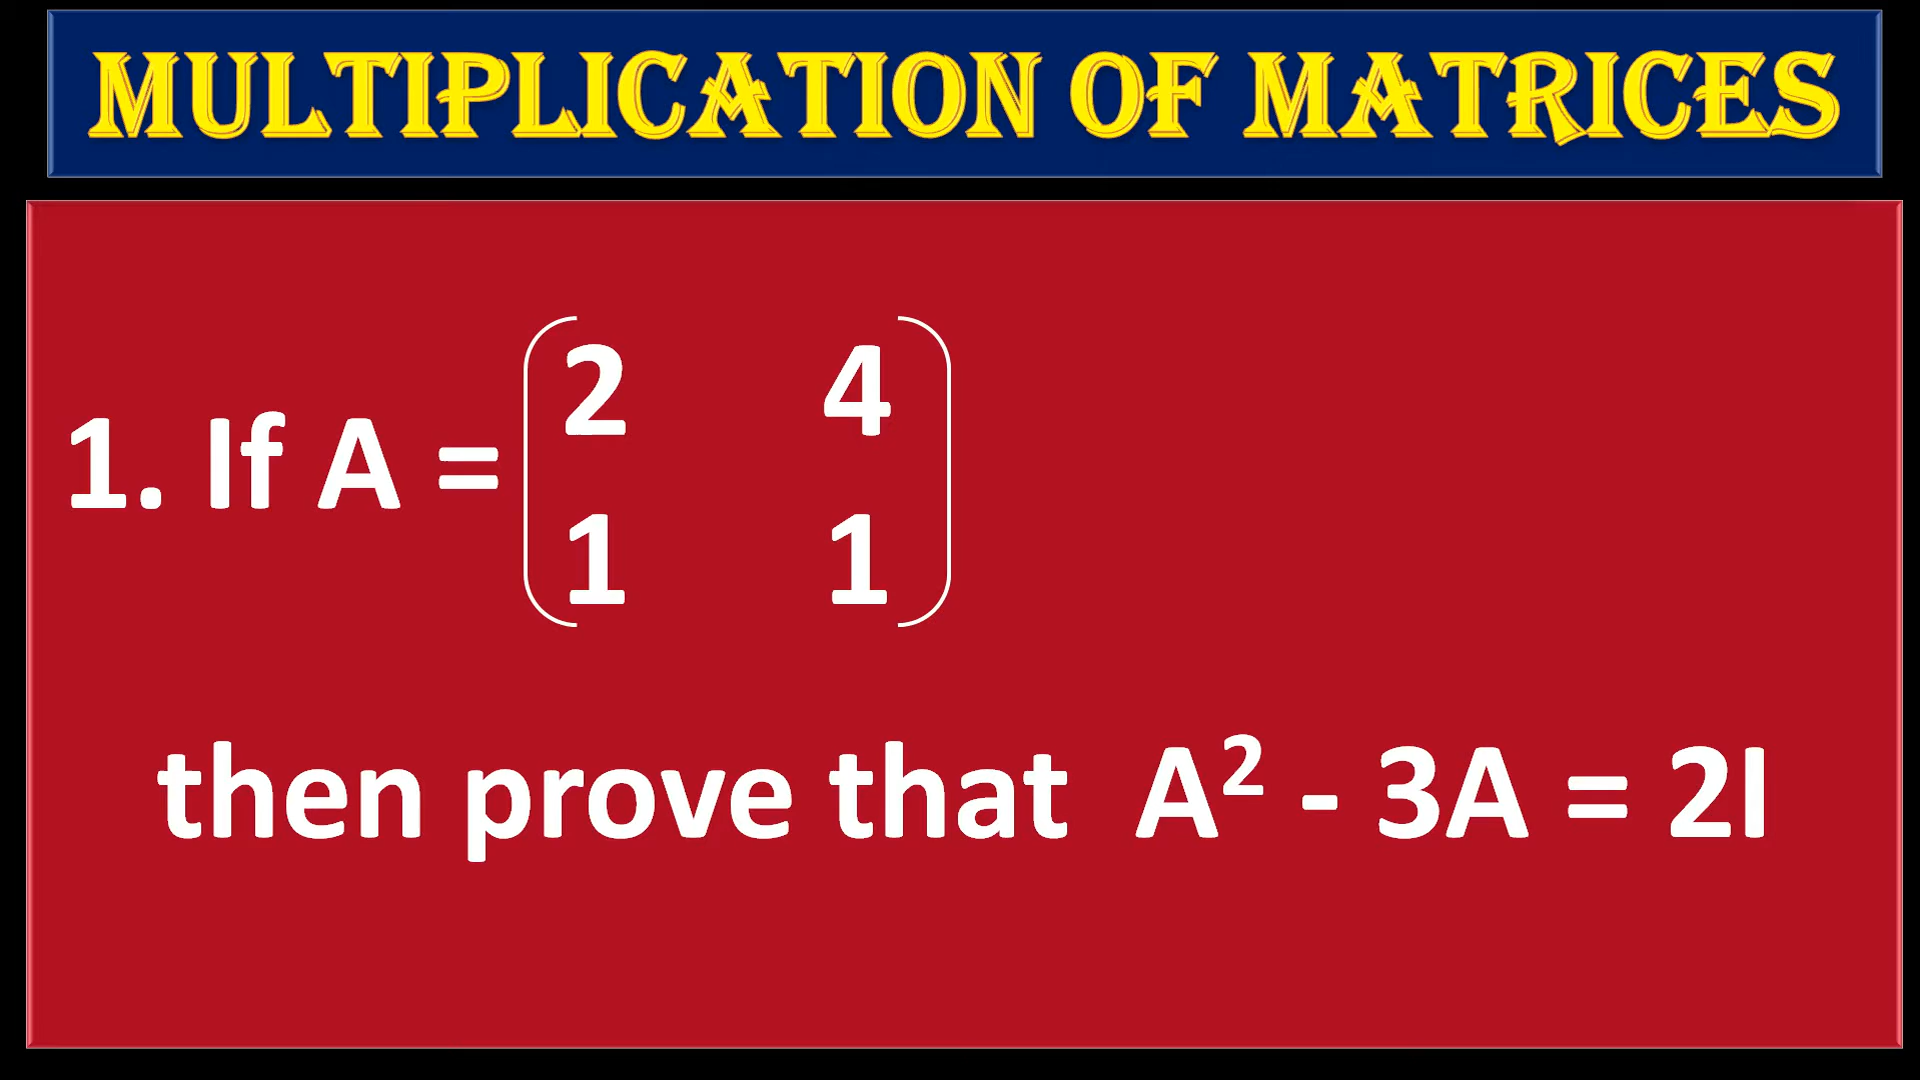 MULTIPLICATION OF MATRICES
2 4
1. If A =
1 1
then prove that A² - 3A = 2I